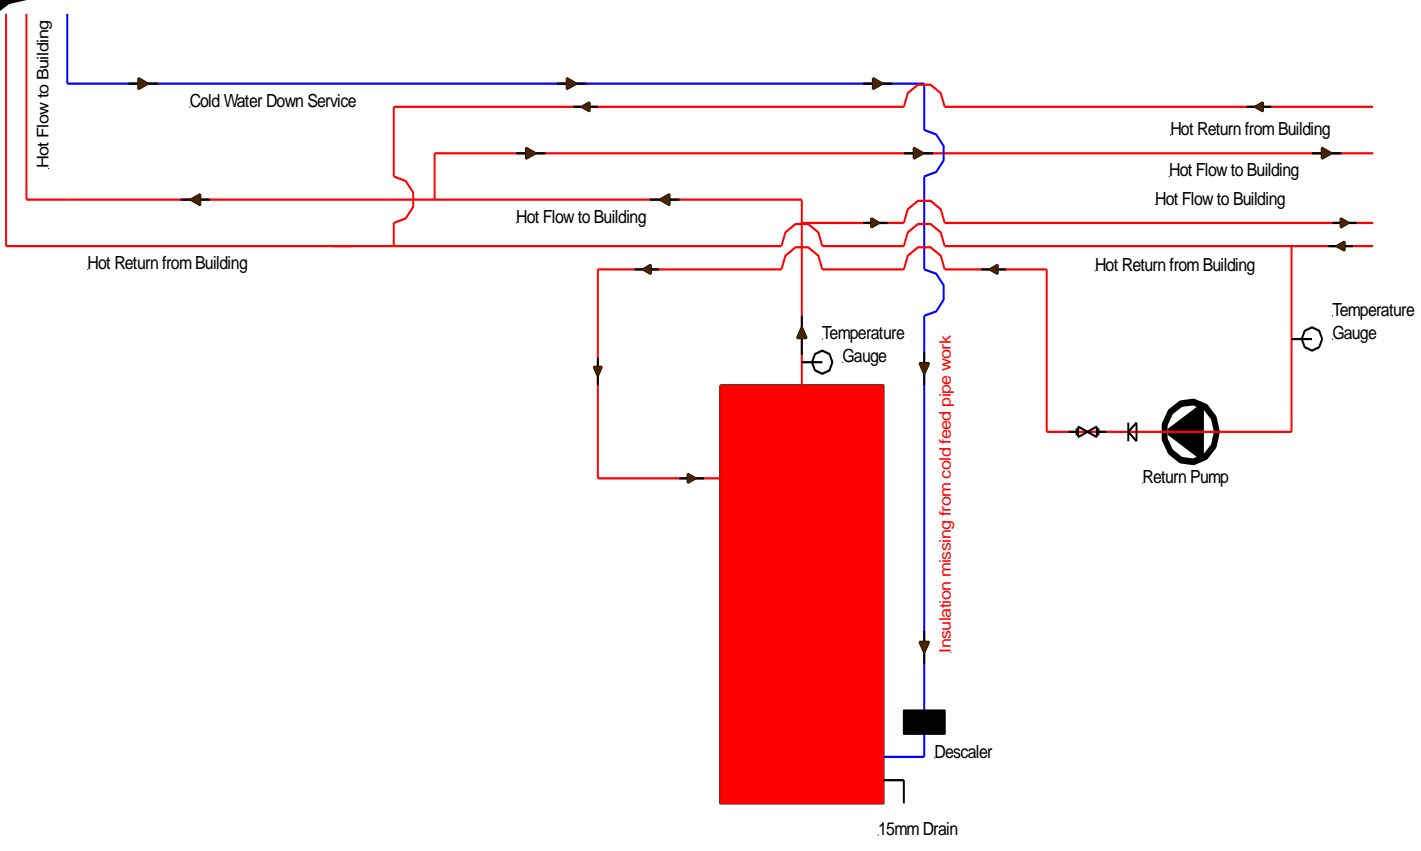 Hot Flow to Building
Cold Water Down Service
Hot Return from Building
Hot Flow to Building
Hot Flow to Building
Hot Flow to Building
Hot Return from Building
Hot Return from Building
Temperature
Gauge
Temperature
Gauge
Insulation missing from cold feed pipe work
Return Pump
Descaler
15mm Drain